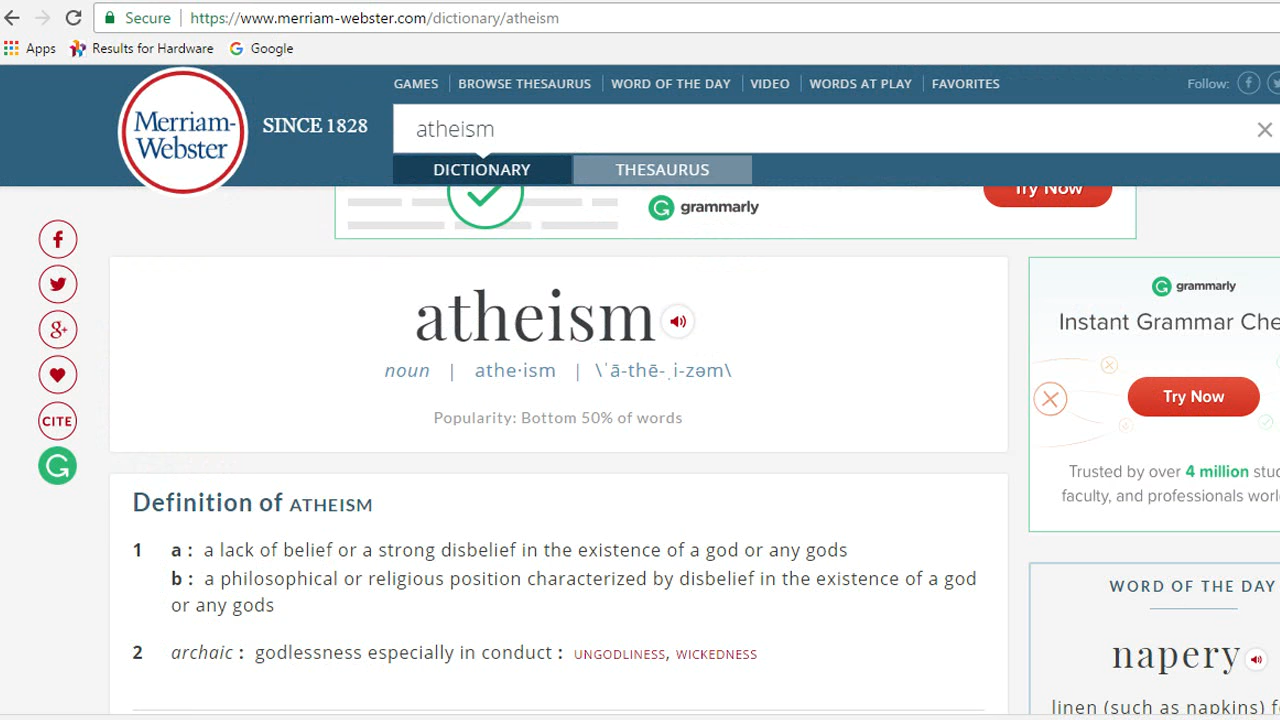 Secure | https://www.merriam-webster.com/dictionary/atheism
Apps Results for Hardware Google
GAMES BROWSE THESAURUS WORD OF THE DAY VIDEO WORDS AT PLAY FAVORITES Follow:
Merriam-
Webster
SINCE 1828
atheism
DICTIONARY THESAURUS
grammarly
Try Now
CITE
atheism
noun | athe·ism | \ˈā-thē-ˌi-zəm\
Popularity: Bottom 50% of words
Definition of ATHEISM
1 a : a lack of belief or a strong disbelief in the existence of a god or any gods
b : a philosophical or religious position characterized by disbelief in the existence of a god
or any gods
2 archaic : godlessness especially in conduct : UNGODLINESS, WICKEDNESS
grammarly
Instant Grammar Che
Try Now
Trusted by over 4 million stu
faculty, and professionals worl
WORD OF THE DAY
napery
linen (such as napkins) f